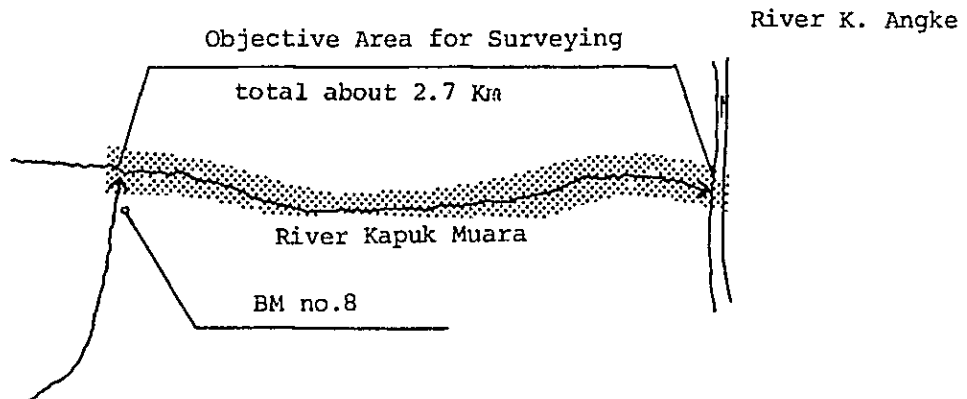 River K. Angke
Objective Area for Surveying
total about 2.7 Km
River Kapuk Muara
BM no.8